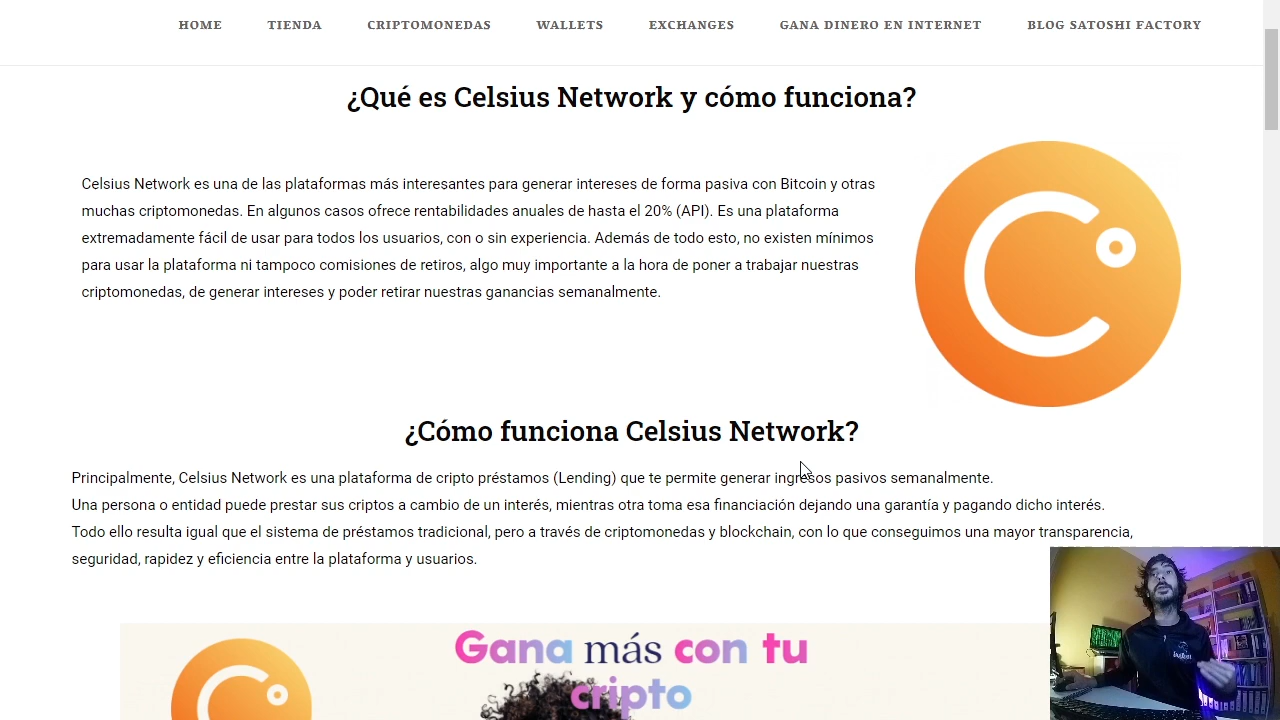 HOME TIENDA CRIPTOMONEDAS WALLETS EXCHANGES GANA DINERO EN INTERNET BLOG SATOSHI FACTORY
¿Qué es Celsius Network y cómo funciona?
Celsius Network es una de las plataformas más interesantes para generar intereses de forma pasiva con Bitcoin y otras
muchas criptomonedas. En algunos casos ofrece rentabilidades anuales de hasta el 20% (API). Es una plataforma
extremadamente fácil de usar para todos los usuarios, con o sin experiencia. Además de todo esto, no existen mínimos
para usar la plataforma ni tampoco comisiones de retiros, algo muy importante a la hora de poner a trabajar nuestras
criptomonedas, de generar intereses y poder retirar nuestras ganancias semanalmente.
¿Cómo funciona Celsius Network?
Principalmente, Celsius Network es una plataforma de cripto préstamos (Lending) que te permite generar ingresos pasivos semanalmente.
Una persona o entidad puede prestar sus criptos a cambio de un interés, mientras otra toma esa financiación dejando una garantía y pagando dicho interés.
Todo ello resulta igual que el sistema de préstamos tradicional, pero a través de criptomonedas y blockchain, con lo que conseguimos una mayor transparencia,
seguridad, rapidez y eficiencia entre la plataforma y usuarios.
Gana más con tu
cripto